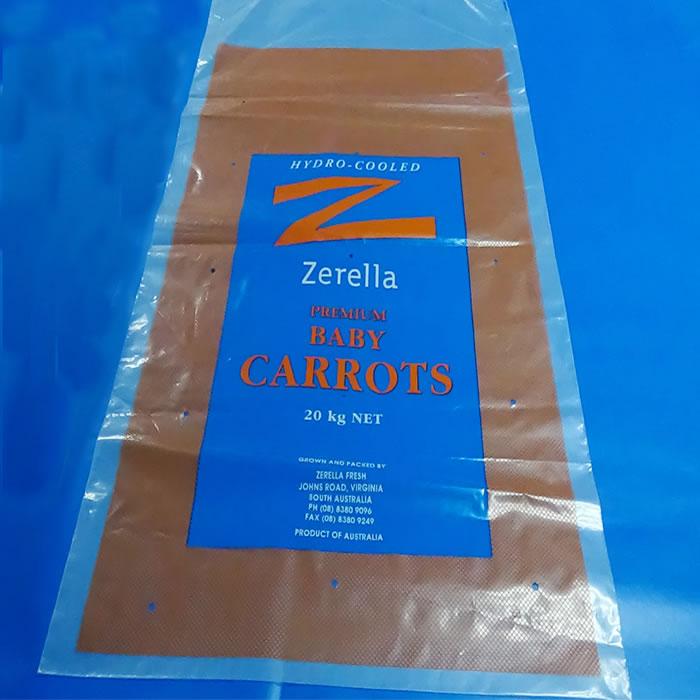 HYDRO-COOLED
Z
Zerella
PREMIUM
BABY
CARROTS
20 kg NET
GROWN AND PACKED BY
ZERELLA FRESH
JOHNS ROAD, VIRGINIA
SOUTH AUSTRALIA
PH (08) 8380 9096
FAX (08) 8380 9249
PRODUCT OF AUSTRALIA